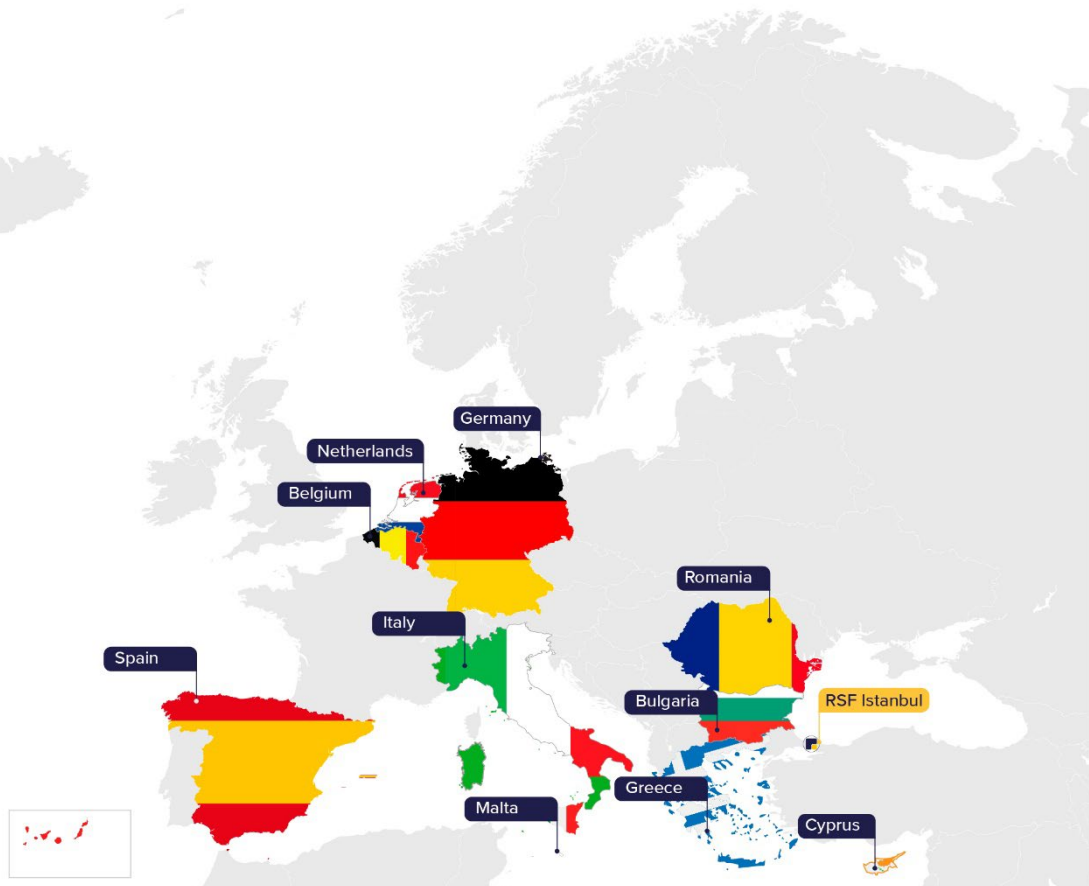 Germany
Netherlands
Belgium
Romania
Italy
Spain
Bulgaria
RSF Istanbul
Greece
Malta
Cyprus